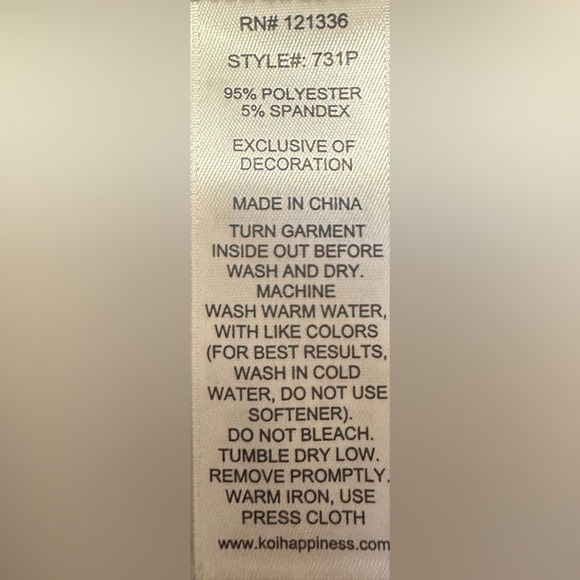 RN# 121336
STYLE#: 731P
95% POLYESTER
5% SPANDEX
EXCLUSIVE OF
DECORATION
MADE IN CHINA
TURN GARMENT
INSIDE OUT BEFORE
WASH AND DRY.
MACHINE
WASH WARM WATER,
WITH LIKE COLORS
(FOR BEST RESULTS,
WASH IN COLD
WATER, DO NOT USE
SOFTENER).
DO NOT BLEACH.
TUMBLE DRY LOW.
REMOVE PROMPTLY.
WARM IRON, USE
PRESS CLOTH
www.koihappiness.com